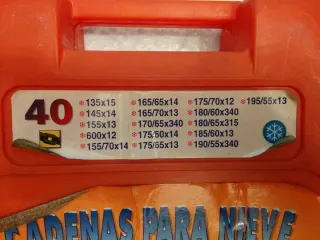 40
135x15
145x14
155x13
600x12
155/70x14
165/65x14
165/70x13
170/65x340
175/50x14
175/65x13
175/70x12
180/60x340
180/65x315
185/60x13
190/55x340
195/55x13
CADENAS PARA NIEVE